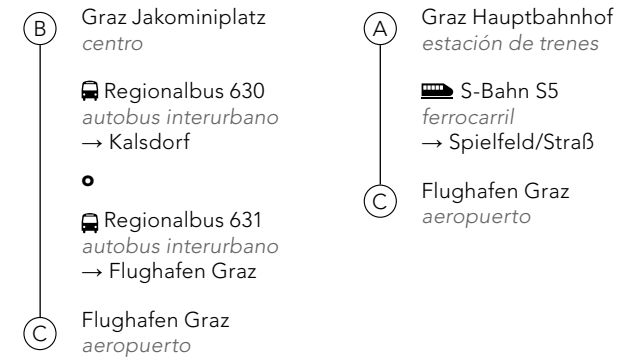 B
Graz Jakominiplatz
centro
Regionalbus 630
autobus interurbano
→ Kalsdorf
o
Regionalbus 631
autobus interurbano
→ Flughafen Graz
C
Flughafen Graz
aeropuerto
A
Graz Hauptbahnhof
estación de trenes
S-Bahn S5
ferrocarril
→ Spielfeld/Straß
C
Flughafen Graz
aeropuerto